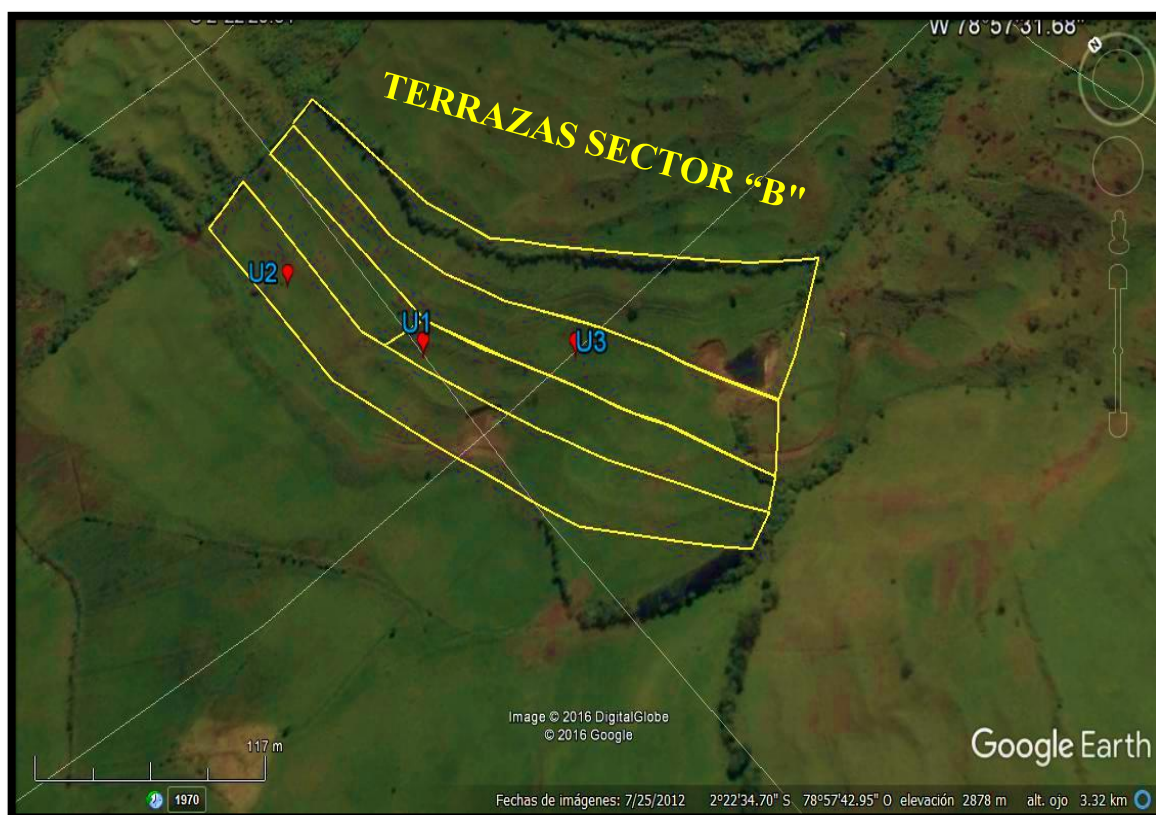 W 78°57'31.68"
N
TERRAZAS SECTOR “B"
U2
U1
U3
Image © 2016 DigitalGlobe
© 2016 Google
Google Earth
117 m
1970
Fechas de imágenes: 7/25/2012 2°22'34.70" S 78°57'42.95" O elevación 2878 m alt. ojo 3.32 km